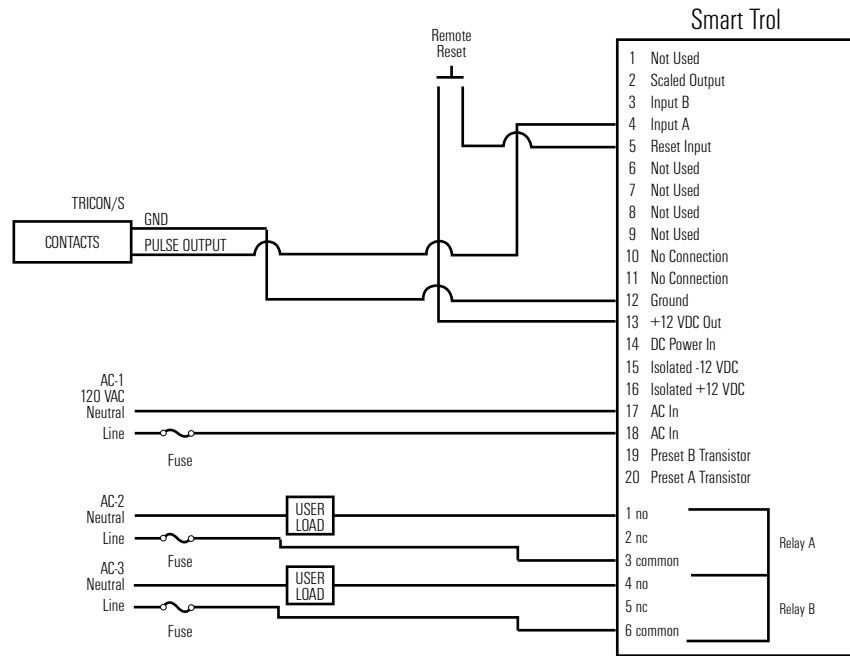 Smart Trol
Remote
Reset
1 Not Used
2 Scaled Output
3 Input B
4 Input A
5 Reset Input
6 Not Used
7 Not Used
8 Not Used
9 Not Used
10 No Connection
11 No Connection
12 Ground
13 +12 VDC Out
14 DC Power In
15 Isolated -12 VDC
16 Isolated +12 VDC
17 AC In
18 AC In
19 Preset B Transistor
20 Preset A Transistor
TRICON/S
CONTACTS
GND
PULSE OUTPUT
AC-1
120 VAC
Neutral
Line
Fuse
AC-2
Neutral
Line
Fuse
USER
LOAD
AC-3
Neutral
Line
Fuse
USER
LOAD
1 no
2 nc
3 common
Relay A
4 no
5 nc
6 common
Relay B